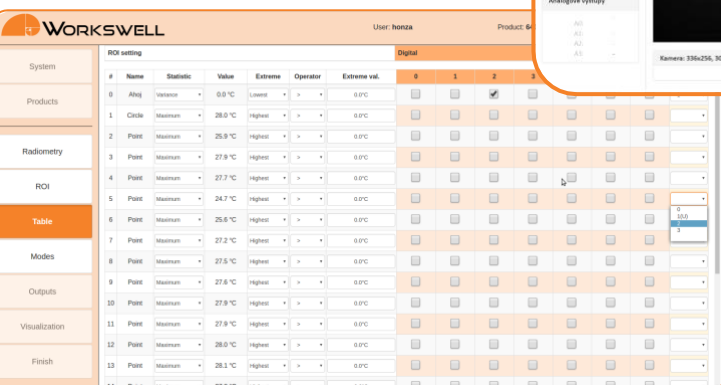 WORKSWELL
User: honza
Product:
Analogové výstupy
Kamera: 336x256, 30
System
Products
Radiometry
ROI
Table
Modes
Outputs
Visualization
Finish
ROI setting
Digital
# Name Statistic Value Extreme Operator Extreme val. 0 1 2 3
0 Ahoj Variance 0.0 °C Lowest > 0.0°C
1 Circle Maximum 28.0 °C Highest > 0.0°C
2 Point Maximum 25.9 °C Highest > 0.0°C
3 Point Maximum 27.9 °C Highest > 0.0°C
4 Point Maximum 27.7 °C Highest > 0.0°C
5 Point Maximum 24.7 °C Highest > 0.0°C
0
1(U)
2
3
6 Point Maximum 25.6 °C Highest > 0.0°C
7 Point Maximum 27.2 °C Highest > 0.0°C
8 Point Maximum 27.5 °C Highest > 0.0°C
9 Point Maximum 27.6 °C Highest > 0.0°C
10 Point Maximum 27.9 °C Highest > 0.0°C
11 Point Maximum 27.9 °C Highest > 0.0°C
12 Point Maximum 28.0 °C Highest > 0.0°C
13 Point Maximum 28.1 °C Highest > 0.0°C